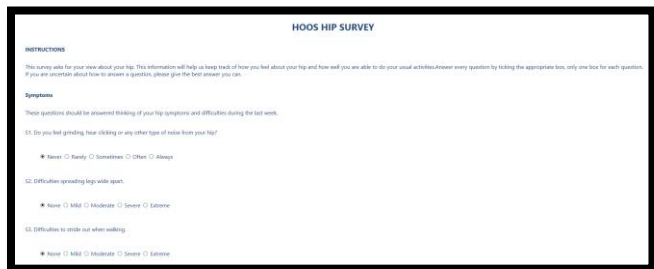 HOOS HIP SURVEY
INSTRUCTIONS
This survey asks for your view about your hip. This information will help us keep track of how you feel about your hip and how well you are able to do your usual activities.Answer every question by ticking the appropriate box, only one box for each question.
If you are uncertain about how to answer a question, please give the best answer you can.
Symptoms
These questions should be answered thinking of your hip symptoms and difficulties during the last week.
S1. Do you feel grinding, hear clicking or any other type of noise from your hip?
Never Rarely Sometimes Often Always
S2. Difficulties spreading legs wide apart.
None Mild Moderate Severe Extreme
S3. Difficulties to stride out when walking.
None Mild Moderate Severe Extreme